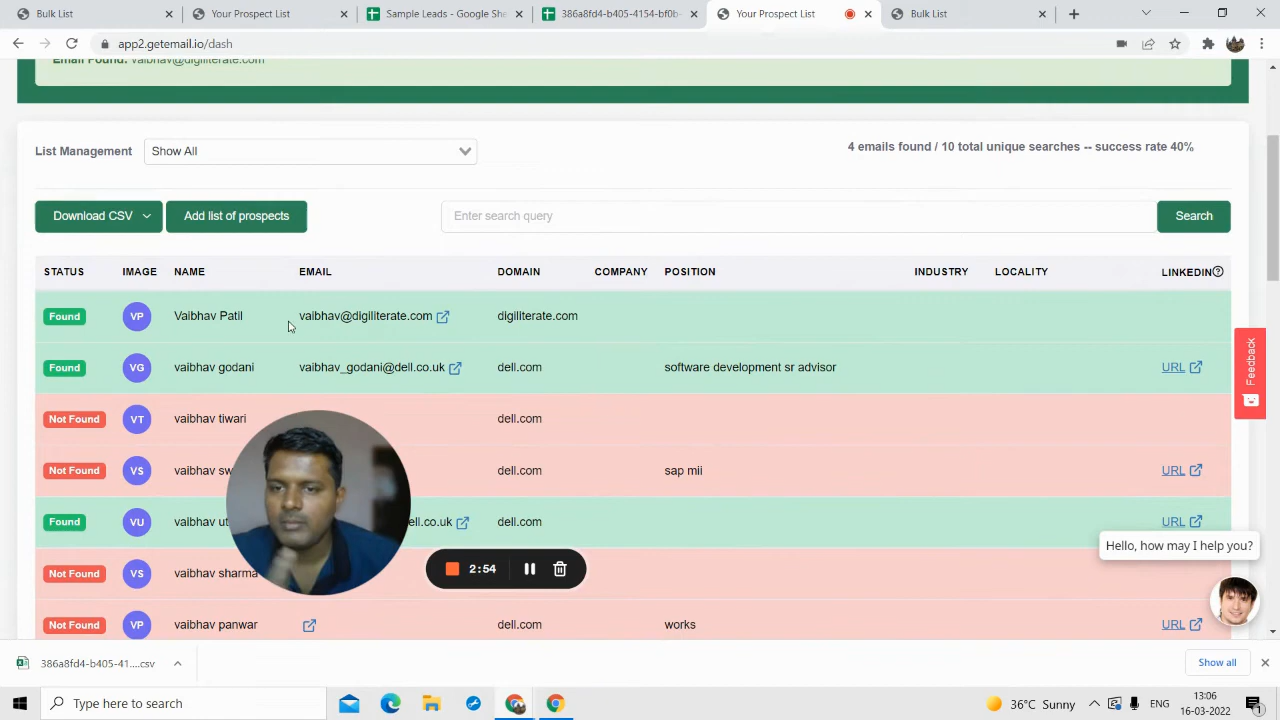 Bulk List
Your Prospect List
Sample Leads - Google She
386a8fd4-b405-4154-bf0b-
Your Prospect List
Bulk List
app2.getemail.io/dash
Email Found: vaibhav@digiliterate.com
List Management
Show All
4 emails found / 10 total unique searches -- success rate 40%
Download CSV
Add list of prospects
Enter search query
Search
STATUS IMAGE NAME EMAIL DOMAIN COMPANY POSITION INDUSTRY LOCALITY LINKEDIN
Found VP Vaibhav Patil vaibhav@digiliterate.com digiliterate.com
Found VG vaibhav godani vaibhav_godani@dell.co.uk dell.com software development sr advisor URL
Not Found VT vaibhav tiwari dell.com
Not Found VS vaibhav sw dell.com sap mii URL
Found VU vaibhav ut ell.co.uk dell.com URL
Not Found VS vaibhav sharma dell.com
Not Found VP vaibhav panwar dell.com works URL
Feedback
Hello, how may I help you?
2:54
386a8fd4-b405-41....csv
Show all
Type here to search
36°C Sunny
ENG
13:06
16-03-2022
1